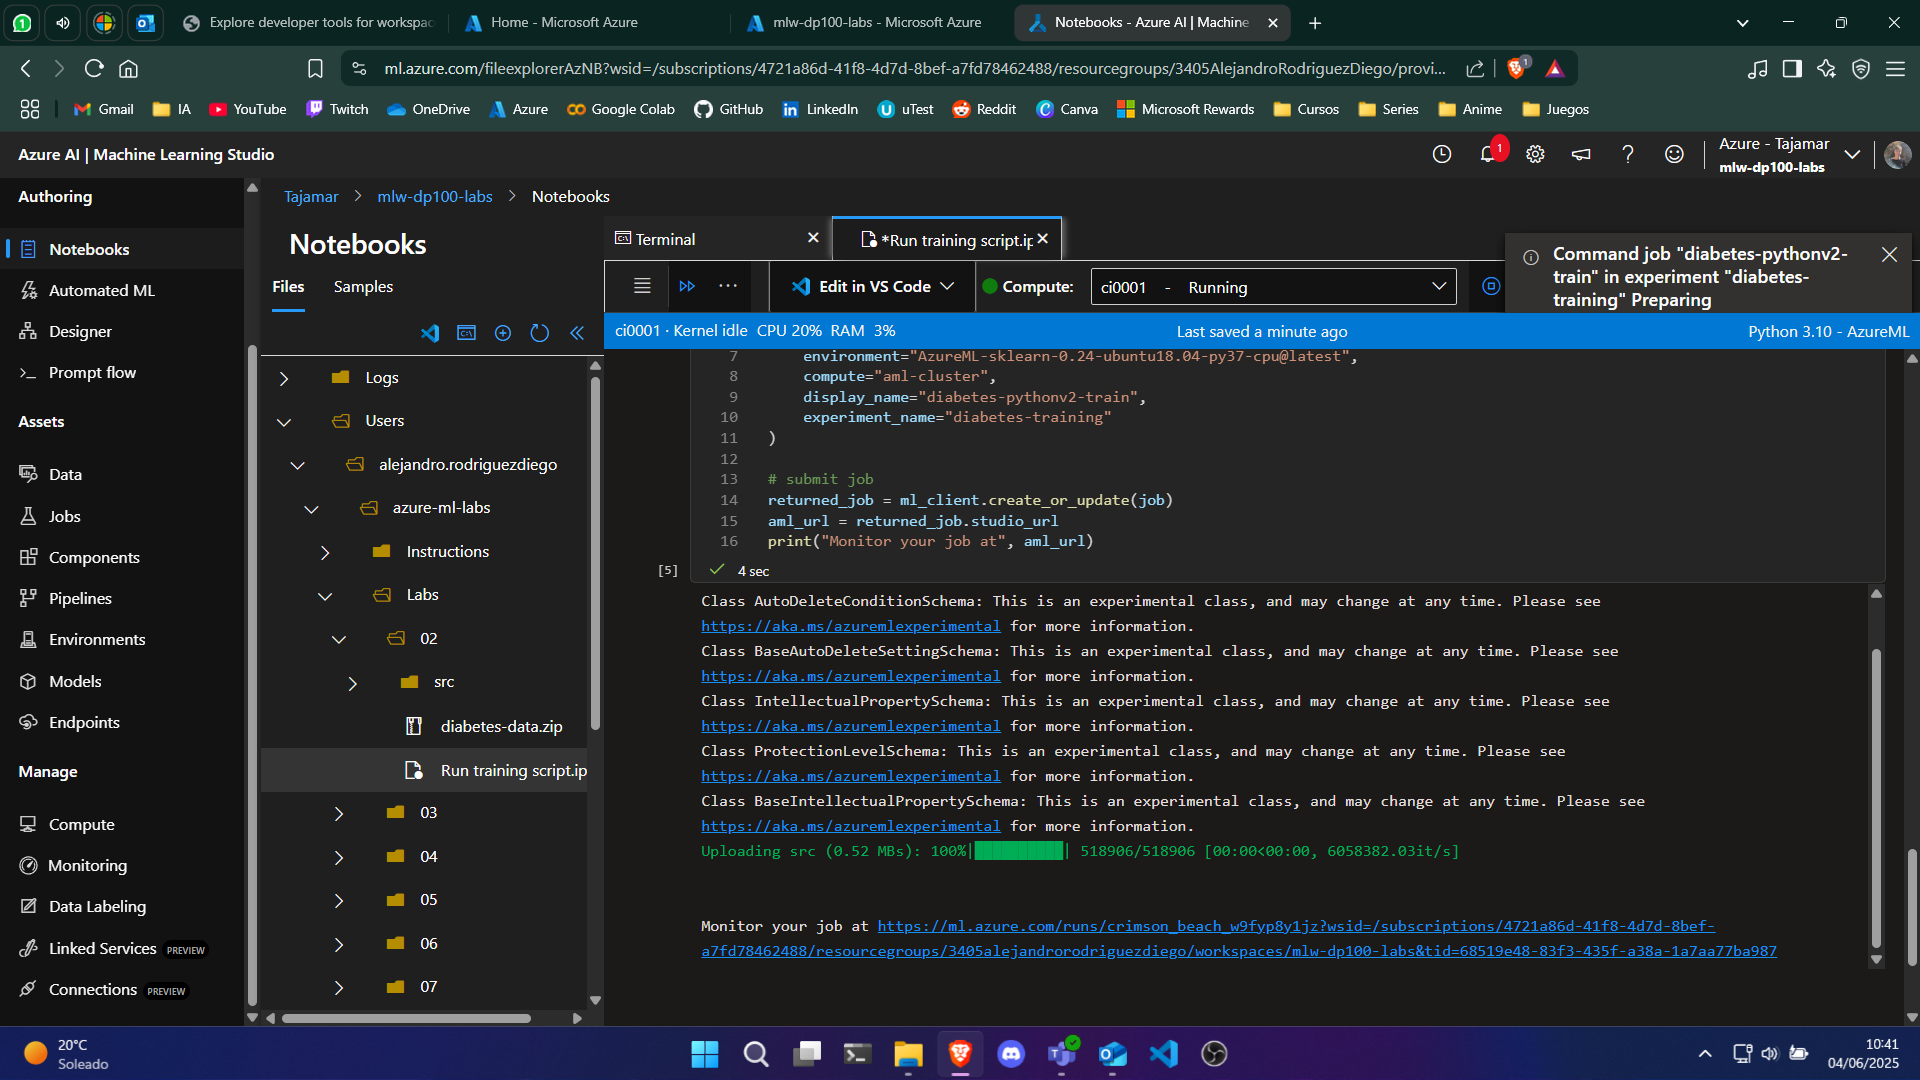 Explore developer tools for workspac
Home - Microsoft Azure
mlw-dp100-labs - Microsoft Azure
Notebooks - Azure AI | Machine
ml.azure.com/fileexplorerAzNB?wsid=/subscriptions/4721a86d-41f8-4d7d-8bef-a7fd78462488/resourcegroups/3405AlejandroRodriguezDiego/provi...
1
Gmail IA YouTube Twitch OneDrive Azure Google Colab GitHub LinkedIn uTest Reddit Canva Microsoft Rewards Cursos Series Anime Juegos
Azure AI | Machine Learning Studio
1
Azure - Tajamar
mlw-dp100-labs
Authoring
Notebooks
Automated ML
Designer
Prompt flow
Assets
Data
Jobs
Components
Pipelines
Environments
Models
Endpoints
Manage
Compute
Monitoring
Data Labeling
Linked Services PREVIEW
Connections PREVIEW
Tajamar > mlw-dp100-labs > Notebooks
Notebooks
Files Samples
Logs
Users
alejandro.rodriguezdiego
azure-ml-labs
Instructions
Labs
02
src
diabetes-data.zip
Run training script.ip
03
04
05
06
07
Terminal
*Run training script.ip
Edit in VS Code
Compute:
ci0001 - Running
Command job "diabetes-pythonv2-
train" in experiment "diabetes-
training" Preparing
ci0001 · Kernel idle CPU 20% RAM 3%
Last saved a minute ago
Python 3.10 - AzureML
7 environment="AzureML-sklearn-0.24-ubuntu18.04-py37-cpu@latest",
8 compute="aml-cluster",
9 display_name="diabetes-pythonv2-train",
10 experiment_name="diabetes-training"
11 )
12
13 # submit job
14 returned_job = ml_client.create_or_update(job)
15 aml_url = returned_job.studio_url
16 print("Monitor your job at", aml_url)
[5] 4 sec
Class AutoDeleteConditionSchema: This is an experimental class, and may change at any time. Please see
https://aka.ms/azuremlexperimental for more information.
Class BaseAutoDeleteSettingSchema: This is an experimental class, and may change at any time. Please see
https://aka.ms/azuremlexperimental for more information.
Class IntellectualPropertySchema: This is an experimental class, and may change at any time. Please see
https://aka.ms/azuremlexperimental for more information.
Class ProtectionLevelSchema: This is an experimental class, and may change at any time. Please see
https://aka.ms/azuremlexperimental for more information.
Class BaseIntellectualPropertySchema: This is an experimental class, and may change at any time. Please see
https://aka.ms/azuremlexperimental for more information.
Uploading src (0.52 MBs): 100%|██████████| 518906/518906 [00:00<00:00, 6058382.03it/s]
Monitor your job at https://ml.azure.com/runs/crimson_beach_w9fyp8y1jz?wsid=/subscriptions/4721a86d-41f8-4d7d-8bef-
a7fd78462488/resourcegroups/3405alejandrorodriguezdiego/workspaces/mlw-dp100-labs&tid=68519e48-83f3-435f-a38a-1a7aa77ba987
20°C
Soleado
10:41
04/06/2025